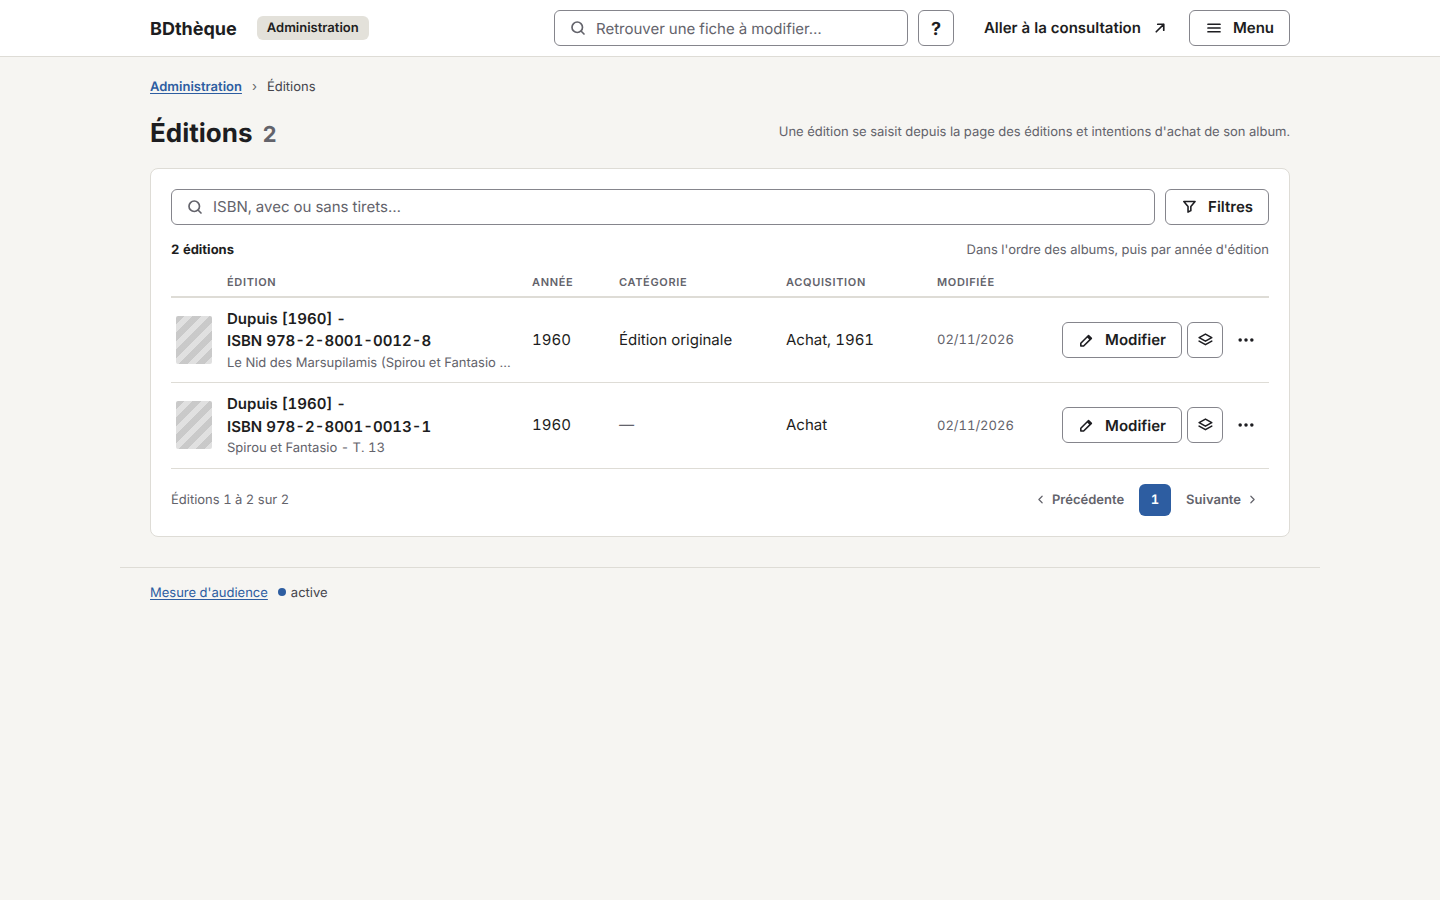 BDthèque Administration Retrouver une fiche à modifier... ? Aller à la consultation Menu
Administration › Éditions
Éditions 2
Une édition se saisit depuis la page des éditions et intentions d'achat de son album.
ISBN, avec ou sans tirets... Filtres
2 éditions
Dans l'ordre des albums, puis par année d'édition
ÉDITION ANNÉE CATÉGORIE ACQUISITION MODIFIÉE
Dupuis [1960] -
ISBN 978-2-8001-0012-8
Le Nid des Marsupilamis (Spirou et Fantasio ...
1960 Édition originale Achat, 1961 02/11/2026 Modifier
Dupuis [1960] -
ISBN 978-2-8001-0013-1
Spirou et Fantasio - T. 13
1960 — Achat 02/11/2026 Modifier
Éditions 1 à 2 sur 2
Précédente 1 Suivante
Mesure d'audience active